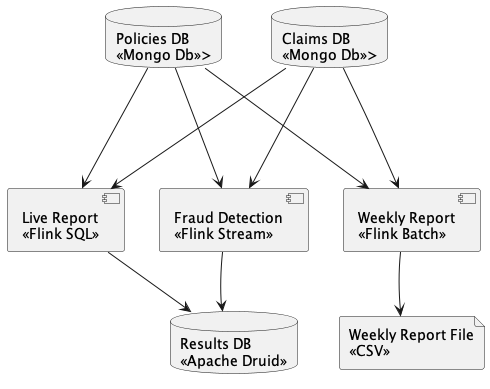 Policies DB
«Mongo Db»>
Claims DB
«Mongo Db»>
Live Report
«Flink SQL»
Fraud Detection
«Flink Stream»
Weekly Report
«Flink Batch»
Results DB
«Apache Druid»
Weekly Report File
«CSV»